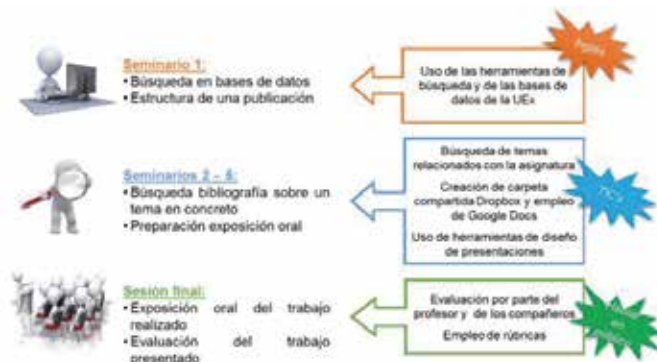 Seminario 1:
• Búsqueda en bases de datos
• Estructura de una publicación
Uso de las herramientas de
búsqueda y de las bases de
datos de la UEx
Seminarios 2 – 5:
• Búsqueda bibliografía sobre un
tema en concreto
• Preparación exposición oral
Búsqueda de temas
relacionados con la asignatura
Creación de carpeta
compartida Dropbox y empleo
de Google Docs
Uso de herramientas de diseño
de presentaciones
TICs
Sesión final:
• Exposición oral del trabajo
realizado
• Evaluación del trabajo
presentado
Evaluación por parte del
profesor y de los compañeros
Empleo de rúbricas